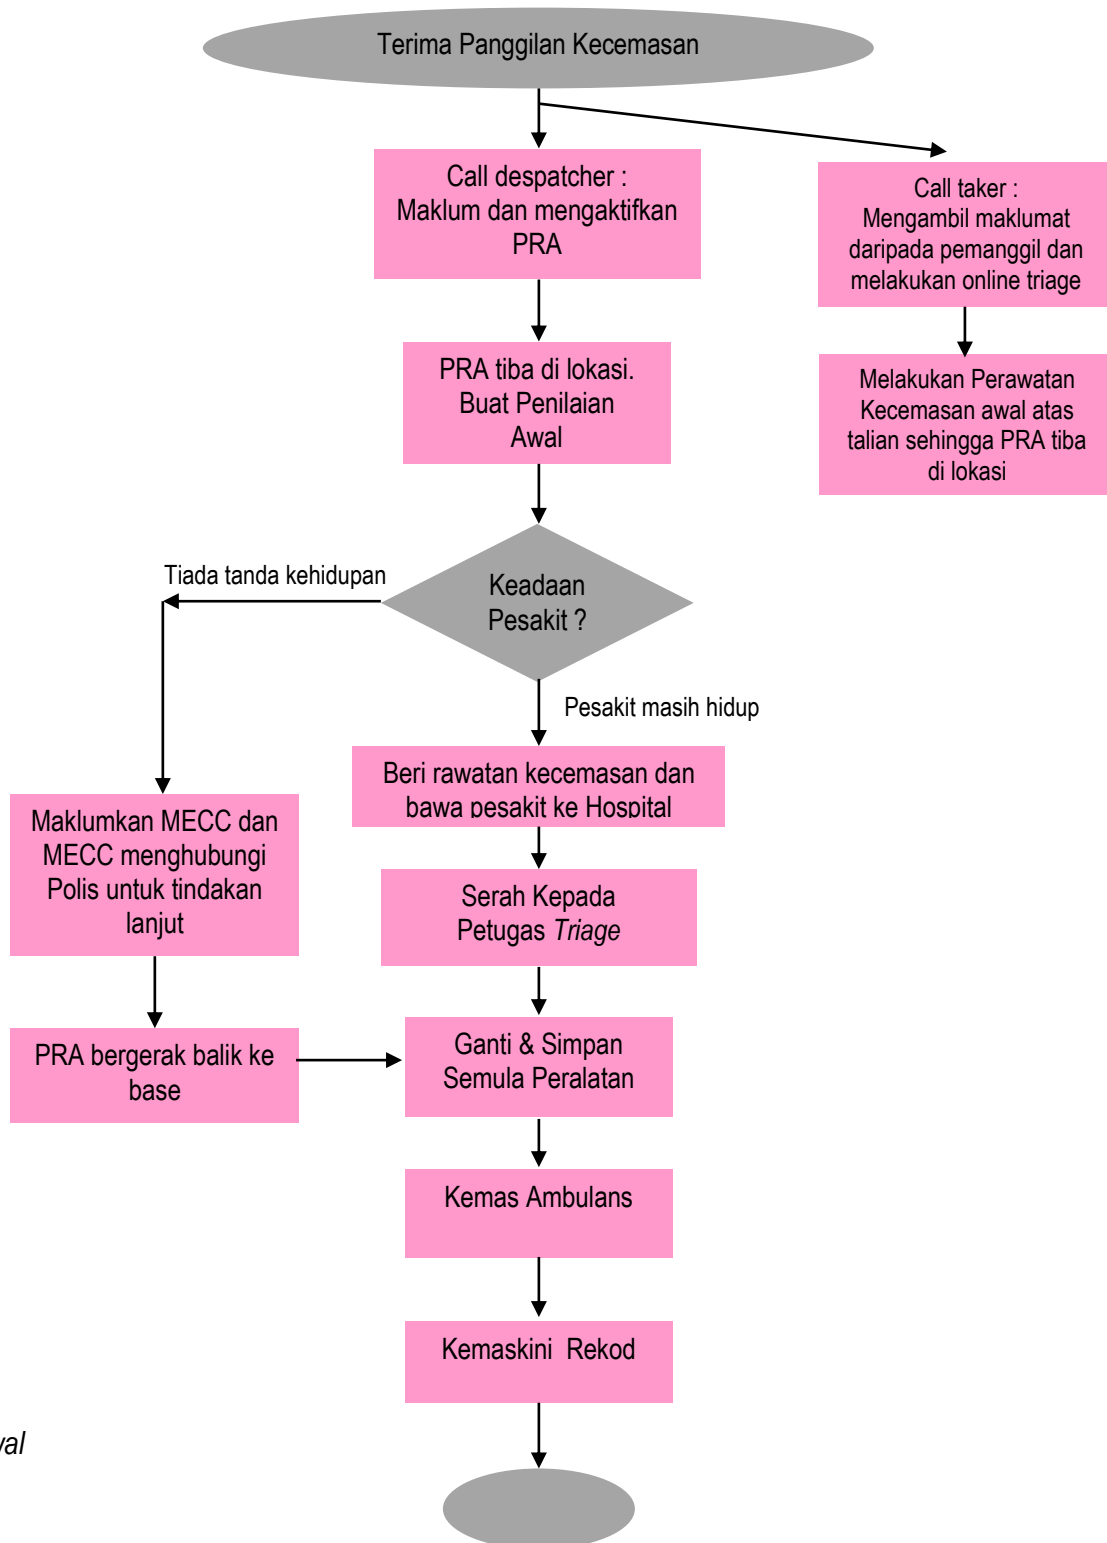 Terima Panggilan Kecemasan
Call despatcher :
Maklum dan mengaktifkan
PRA
Call taker :
Mengambil maklumat
daripada pemanggil dan
melakukan online triage
PRA tiba di lokasi.
Buat Penilaian
Awal
Melakukan Perawatan
Kecemasan awal atas
talian sehingga PRA tiba
di lokasi
Keadaan
Pesakit ?
Tiada tanda kehidupan
Pesakit masih hidup
Beri rawatan kecemasan dan
bawa pesakit ke Hospital
Maklumkan MECC dan
MECC menghubungi
Polis untuk tindakan
lanjut
Serah Kepada
Petugas Triage
PRA bergerak balik ke
base
Ganti & Simpan
Semula Peralatan
Kemas Ambulans
Kemaskini  Rekod